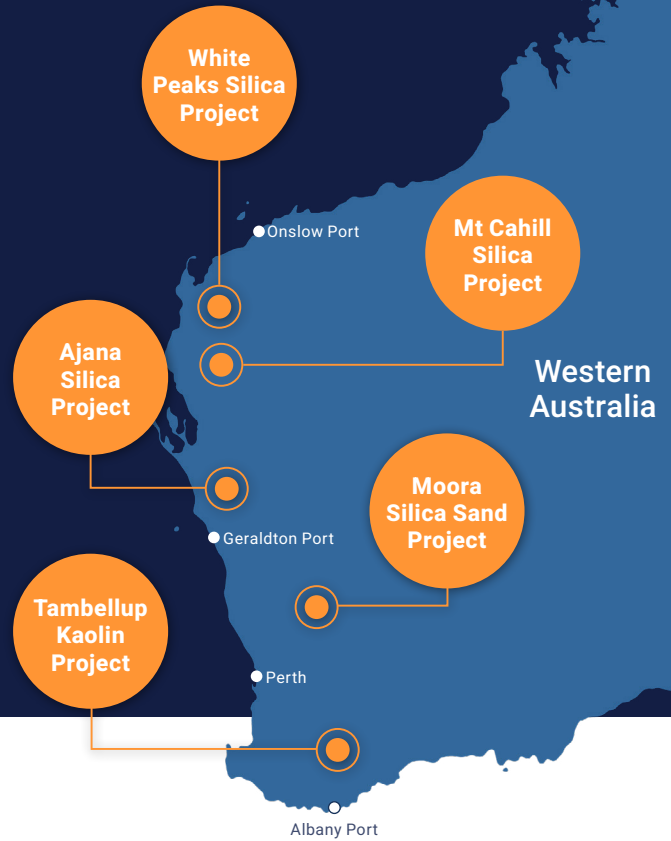 White
Peaks Silica
Project
Onslow Port
Mt Cahill
Silica
Project
Ajana
Silica
Project
Western
Australia
Moora
Silica Sand
Project
Geraldton Port
Tambellup
Kaolin
Project
Perth
Albany Port